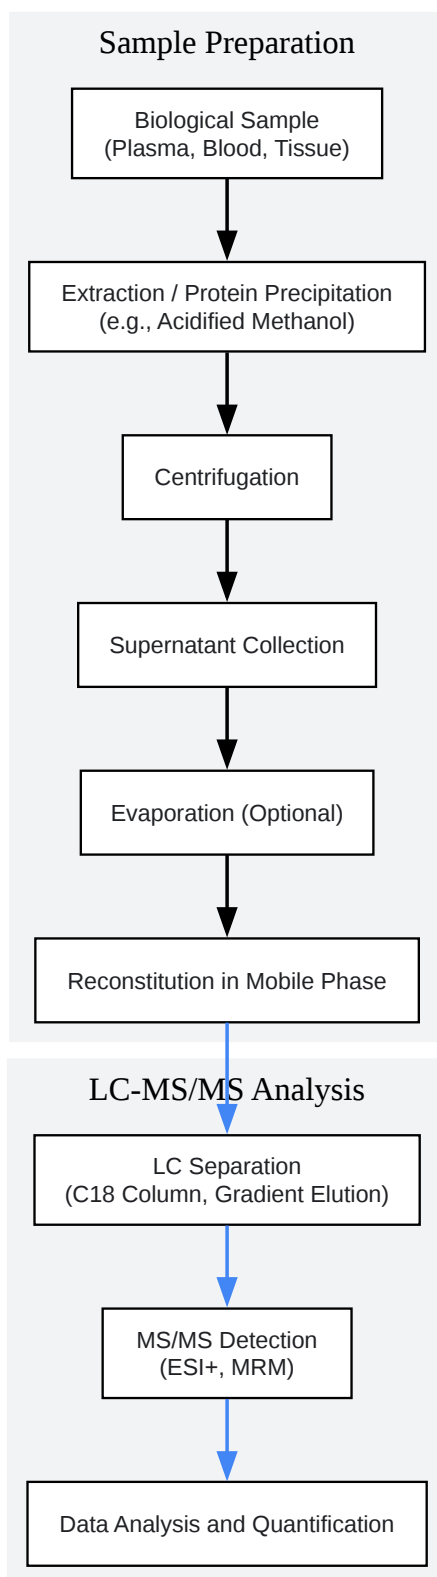 Sample Preparation
Biological Sample
(Plasma, Blood, Tissue)
Extraction / Protein Precipitation
(e.g., Acidified Methanol)
Centrifugation
Supernatant Collection
Evaporation (Optional)
Reconstitution in Mobile Phase
LC-MS/MS Analysis
LC Separation
(C18 Column, Gradient Elution)
MS/MS Detection
(ESI+, MRM)
Data Analysis and Quantification